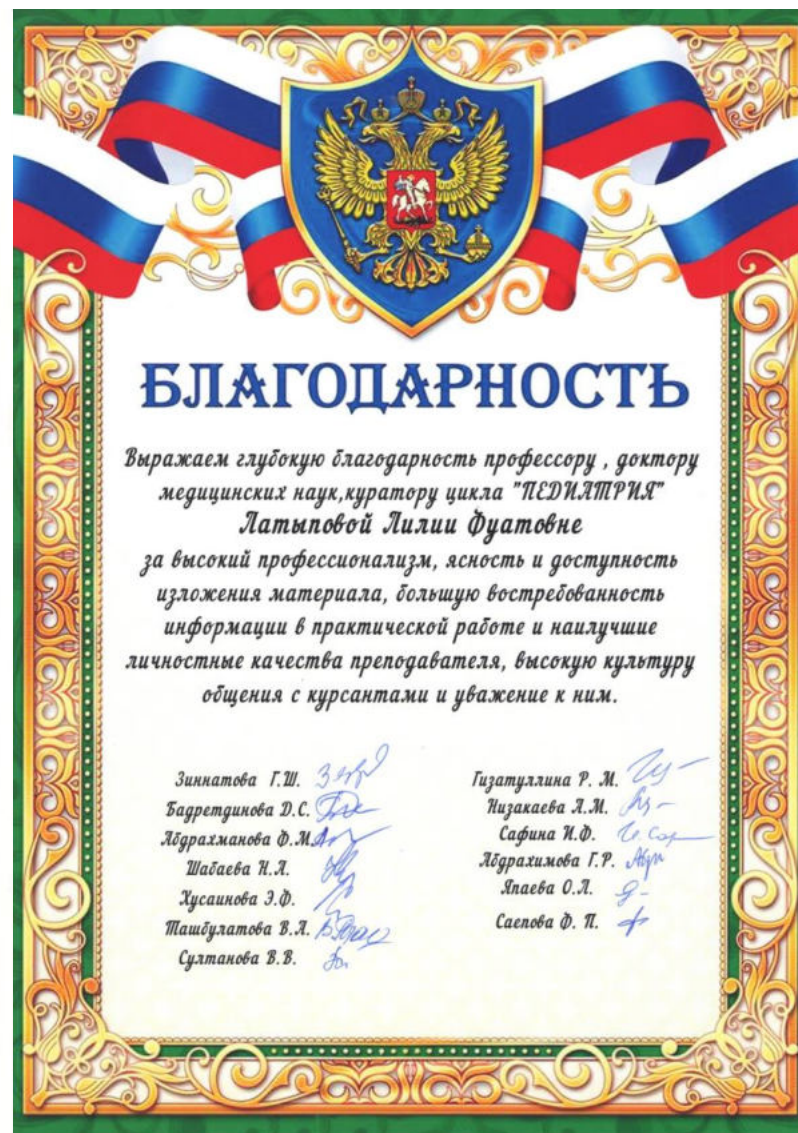 БЛАГОДАРНОСТЬ
Выражаем глубокую благодарность профессору , доктору
медицинских наук,куратору цикла "ПЕДИАТРИЯ"
Латыповой Лилии Фуатовне
за высокий профессионализм, ясность и доступность
изложения материала, большую востребованность
информации в практической работе и наилучшие
личностные качества преподавателя, высокую культуру
общения с курсантами и уважение к ним.
Зиннатова Г.Ш.
Бадретдинова Д.С.
Абдрахманова Ф.М.
Шабаева Н.А.
Хусаинова Э.Ф.
Ташбулатова В.А.
Султанова В.В.
Гизатуллина Р. М.
Низакаева Л.М.
Сафина И.Ф.
Абдрахимова Г.Р.
Япаева О.Л.
Саепова Ф. П.